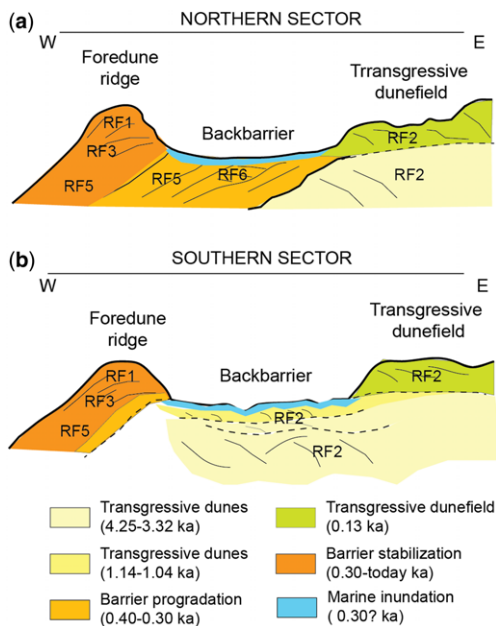 (a)
NORTHERN SECTOR
W
E
Foredune
ridge
Trransgressive
dunefield
Backbarrier
RF1
RF2
RF3
RF5
RF5
RF6
RF2
(b)
SOUTHERN SECTOR
W
E
Foredune
ridge
Transgressive
dunefield
Backbarrier
RF1
RF2
RF3
RF2
RF5
RF2
Transgressive dunes
(4.25-3.32 ka)
Transgressive dunefield
(0.13 ka)
Transgressive dunes
(1.14-1.04 ka)
Barrier stabilization
(0.30-today ka)
Barrier progradation
(0.40-0.30 ka)
Marine inundation
( 0.30? ka)